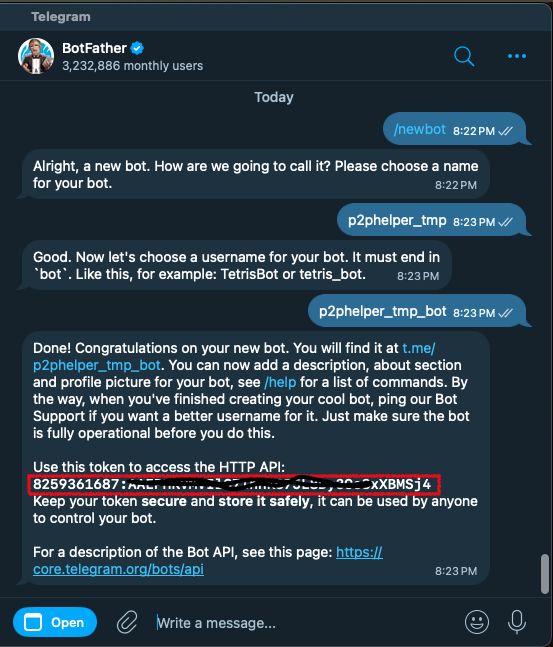 Telegram
BotFather
3,232,886 monthly users
Today
/newbot 8:22 PM
Alright, a new bot. How are we going to call it? Please choose a name
for your bot.
8:22 PM
p2phelper_tmp 8:23 PM
Good. Now let's choose a username for your bot. It must end in
`bot`. Like this, for example: TetrisBot or tetris_bot.
8:23 PM
p2phelper_tmp_bot 8:23 PM
Done! Congratulations on your new bot. You will find it at t.me/
p2phelper_tmp_bot. You can now add a description, about section
and profile picture for your bot, see /help for a list of commands. By
the way, when you've finished creating your cool bot, ping our Bot
Support if you want a better username for it. Just make sure the bot
is fully operational before you do this.
Use this token to access the HTTP API:
8259361687:
xXBMSj4
Keep your token secure and store it safely, it can be used by anyone
to control your bot.
For a description of the Bot API, see this page: https://
core.telegram.org/bots/api
8:23 PM
Open
Write a message...